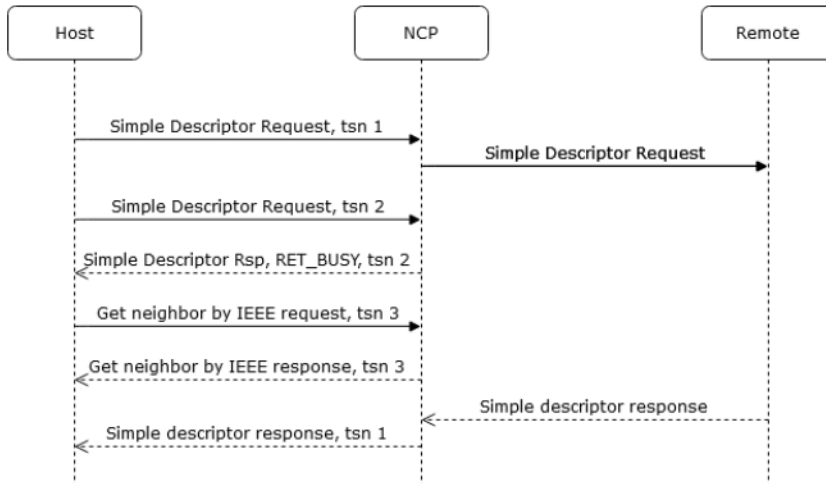 Host
NCP
Remote
Simple Descriptor Request, tsn 1
Simple Descriptor Request
Simple Descriptor Request, tsn 2
Simple Descriptor Rsp, RET_BUSY, tsn 2
Get neighbor by IEEE request, tsn 3
Get neighbor by IEEE response, tsn 3
Simple descriptor response
Simple descriptor response, tsn 1